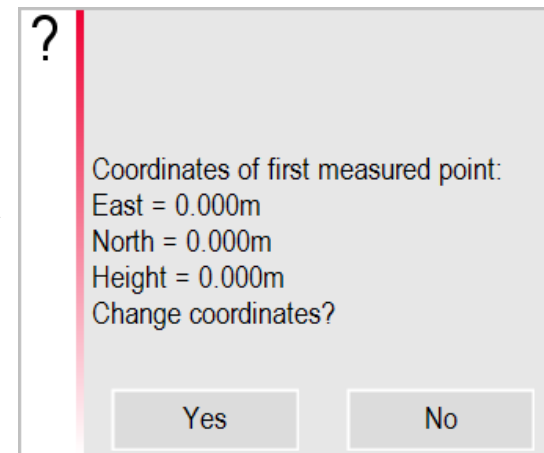 ?
Coordinates of first measured point:
East = 0.000m
North = 0.000m
Height = 0.000m
Change coordinates?
Yes No